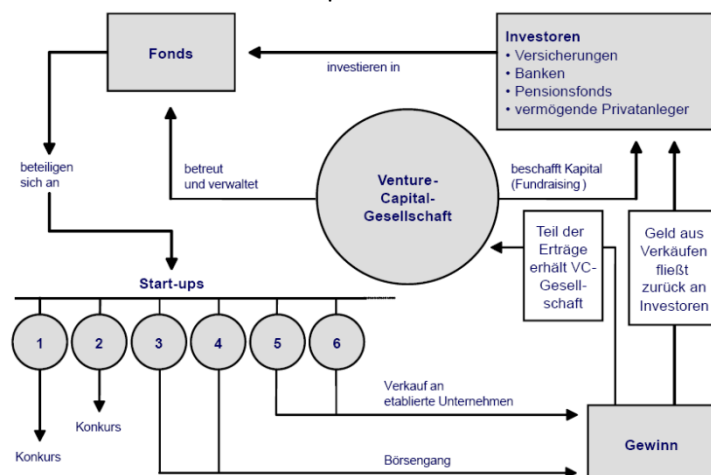 Fonds
investieren in
Investoren
• Versicherungen
• Banken
• Pensionsfonds
• vermögende Privatanleger
beteiligen
sich an
betreut
und verwaltet
Venture-
Capital-
Gesellschaft
beschafft Kapital
(Fundraising )
Teil der
Erträge
erhält VC-
Gesell-
schaft
Geld aus
Verkäufen
fließt
zurück an
Investoren
Start-ups
1 2 3 4 5 6
Verkauf an
etablierte Unternehmen
Konkurs
Konkurs
Börsengang
Gewinn